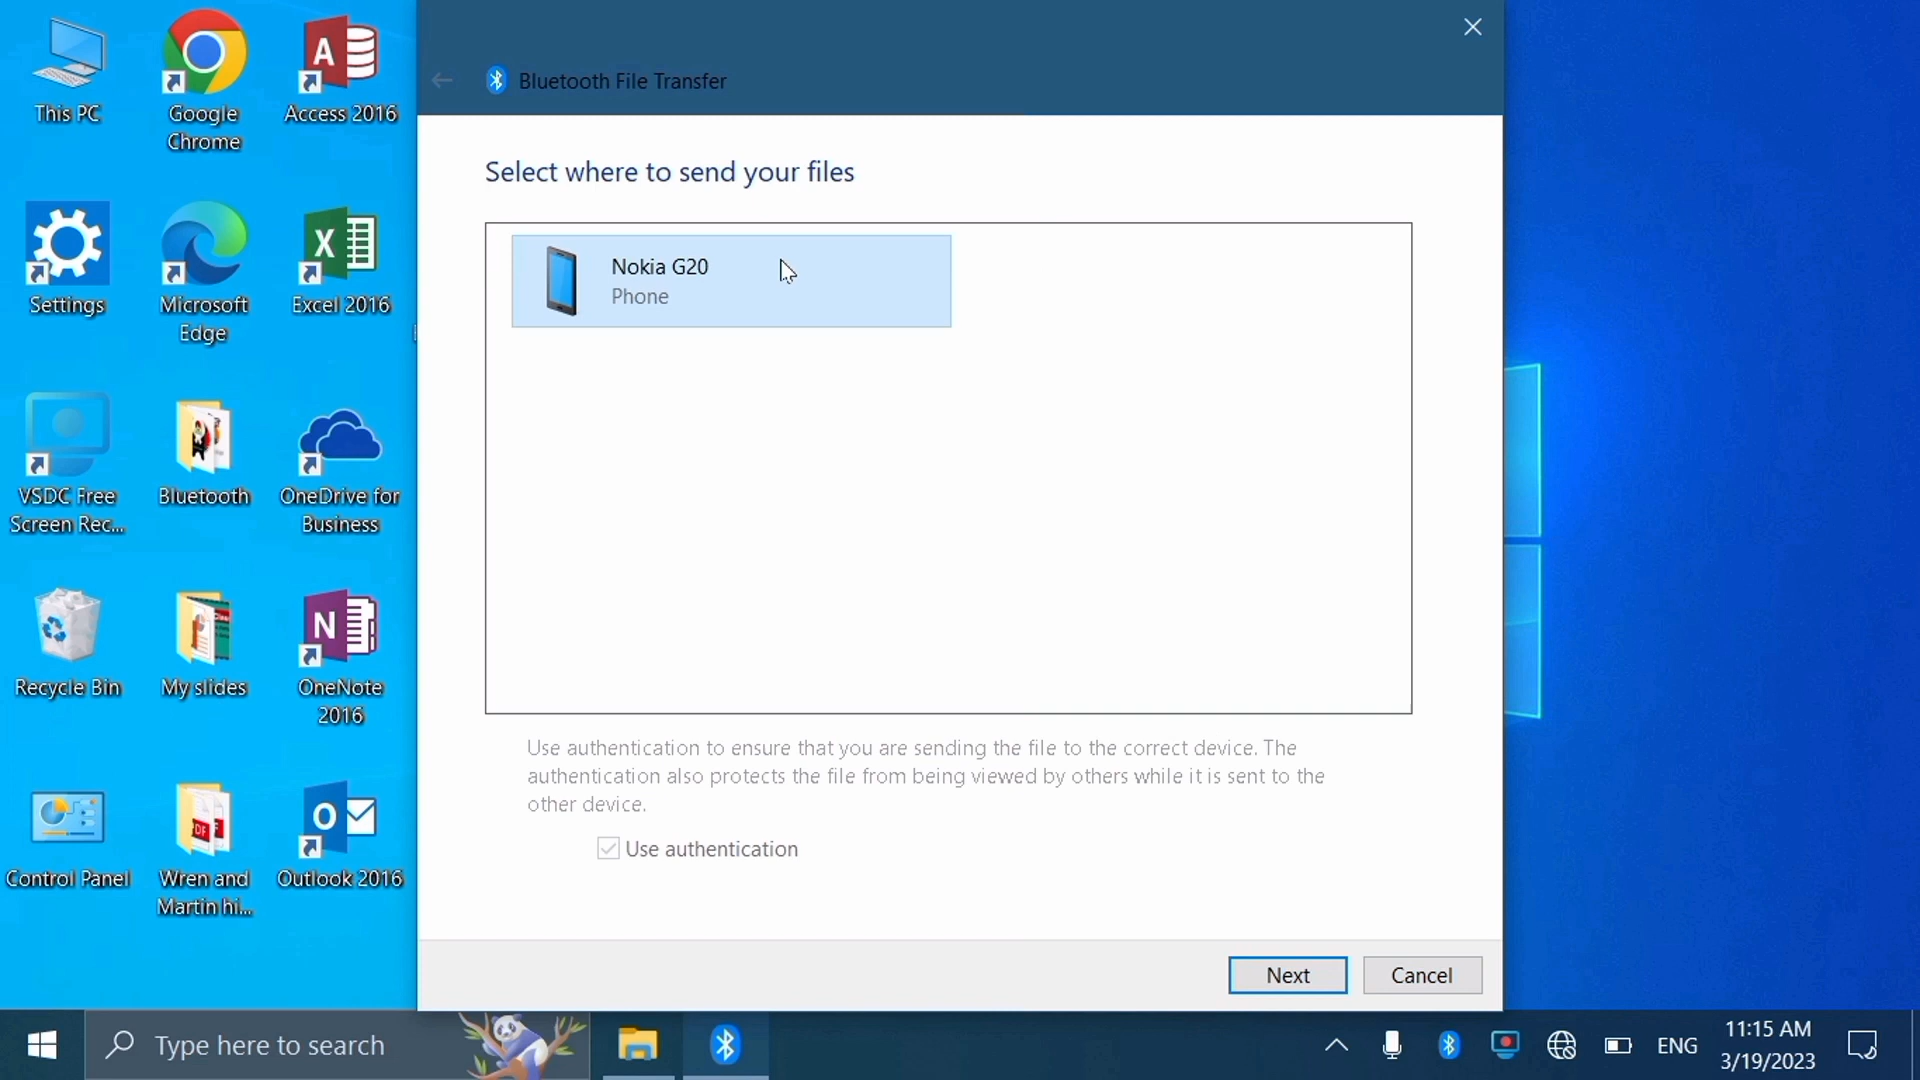 This PC
Google
Chrome
Access 2016
Settings
Microsoft
Edge
Excel 2016
VSDC Free
Screen Rec...
Bluetooth
OneDrive for
Business
Recycle Bin
My slides
OneNote
2016
Control Panel
Wren and
Martin hi...
Outlook 2016
Bluetooth File Transfer
Select where to send your files
Nokia G20
Phone
Use authentication to ensure that you are sending the file to the correct device. The
authentication also protects the file from being viewed by others while it is sent to the
other device.
Use authentication
Next
Cancel
Type here to search
ENG
11:15 AM
3/19/2023